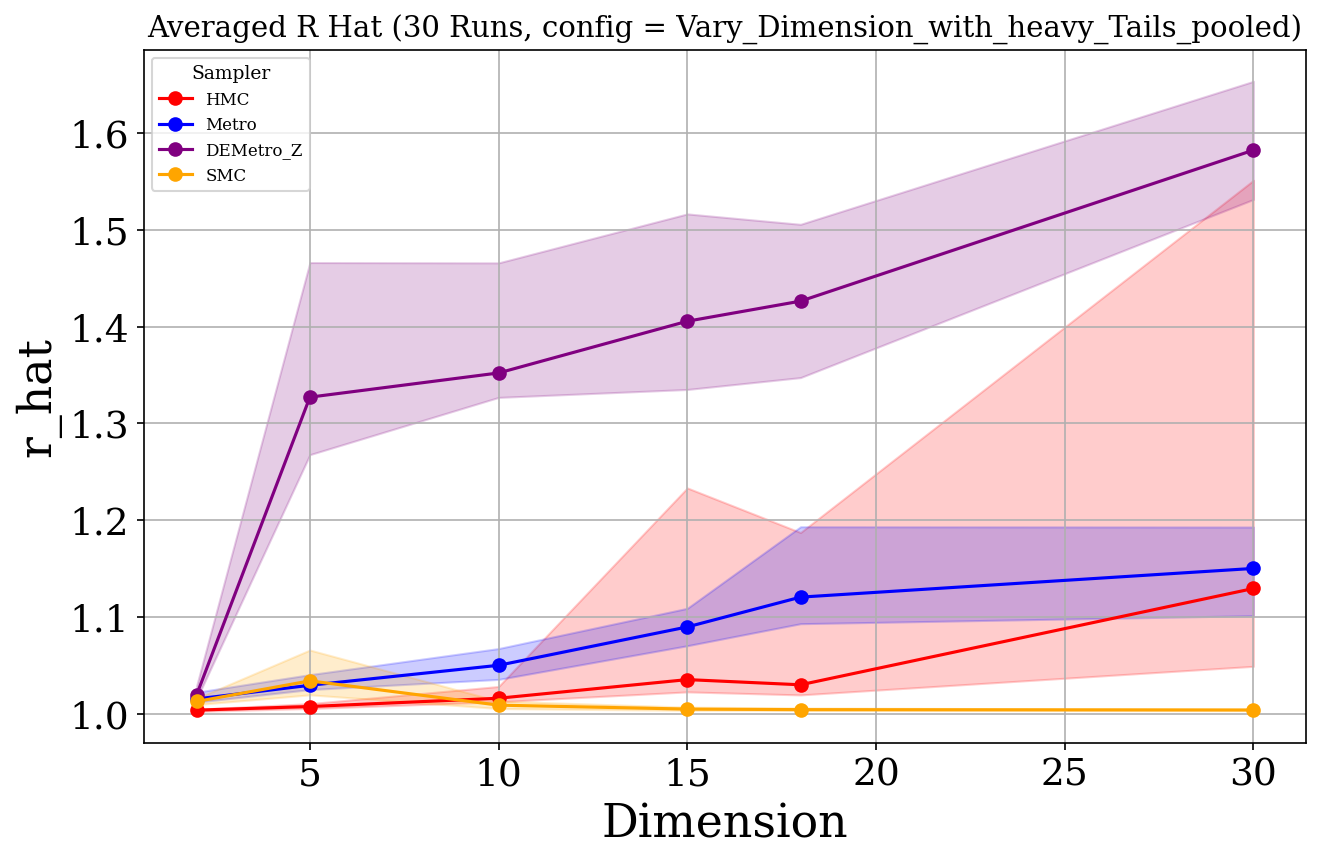 Averaged R Hat (30 Runs, config = Vary_Dimension_with_heavy_Tails_pooled)
Sampler
HMC
Metro
DEMetro_Z
SMC
r_hat
1.6
1.5
1.4
1.3
1.2
1.1
1.0
5 10 15 20 25 30
Dimension